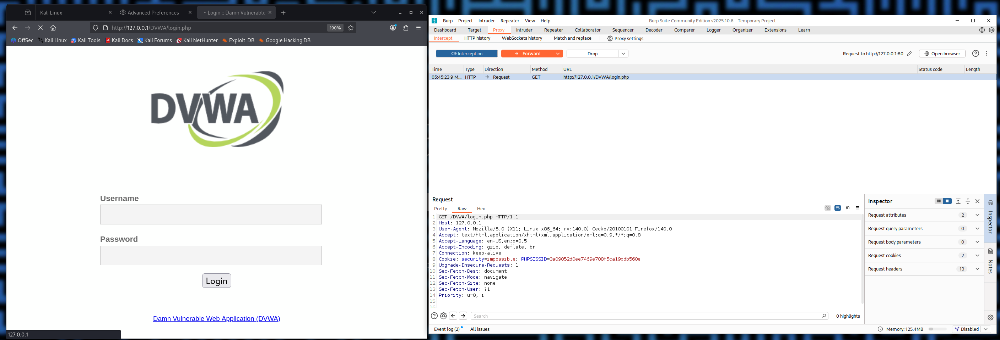 Kali Linux
Advanced Preferences
Login :: Damn Vulnerable
http://127.0.0.1/DVWA/login.php
190%
OffSec
Kali Linux
Kali Tools
Kali Docs
Kali Forums
Kali NetHunter
Exploit-DB
Google Hacking DB
DVWA
Username
Password
Login
Damn Vulnerable Web Application (DVWA)
127.0.0.1
Burp Project Intruder Repeater View Help
Burp Suite Community Edition v2025.10.6 - Temporary Project
Dashboard Target Proxy Intruder Repeater Collaborator Sequencer Decoder Comparer Logger Organizer Extensions Learn
Intercept HTTP history WebSockets history Match and replace Proxy settings
Intercept on Forward Drop Request to http://127.0.0.1:80 Open browser
Time Type Direction Method URL Status code Length
05:45:23 9 M... HTTP Request GET http://127.0.0.1/DVWA/login.php
Request
Pretty Raw Hex \n
1 GET /DVWA/login.php HTTP/1.1
2 Host: 127.0.0.1
3 User-Agent: Mozilla/5.0 (X11; Linux x86_64; rv:140.0) Gecko/20100101 Firefox/140.0
4 Accept: text/html,application/xhtml+xml,application/xml;q=0.9,*/*;q=0.8
5 Accept-Language: en-US,en;q=0.5
6 Accept-Encoding: gzip, deflate, br
7 Connection: keep-alive
8 Cookie: security=impossible; PHPSESSID=3a09052d0ee7469e708f5ca19bdb560e
9 Upgrade-Insecure-Requests: 1
10 Sec-Fetch-Dest: document
11 Sec-Fetch-Mode: navigate
12 Sec-Fetch-Site: none
13 Sec-Fetch-User: ?1
14 Priority: u=0, i
15
16
Search
0 highlights
Inspector
Request attributes 2
Request query parameters 0
Request body parameters 0
Request cookies 2
Request headers 13
Inspector
Notes
Event log (2) All issues
Memory: 125.4MB Disabled